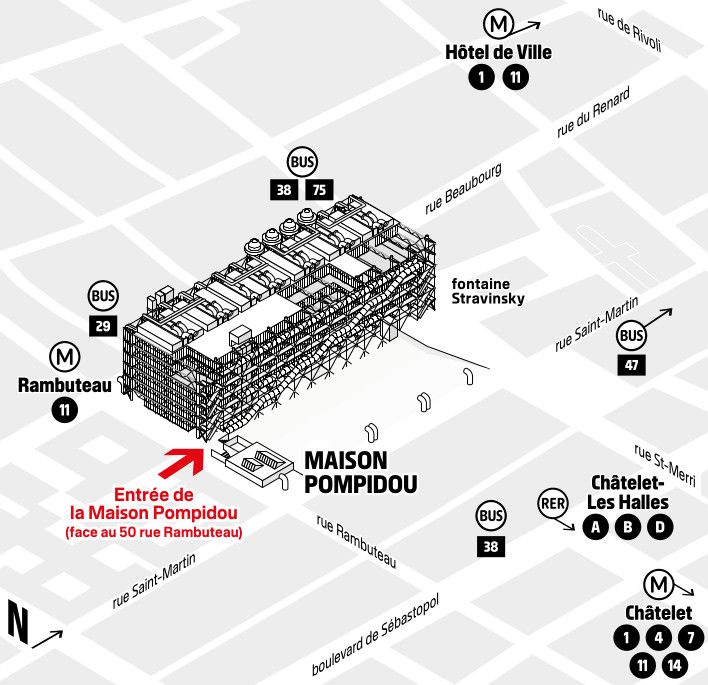 M
Hôtel de Ville
1 11
rue de Rivoli
rue du Renard
BUS
38 75
rue Beaubourg
fontaine
Stravinsky
BUS
29
rue Saint-Martin
BUS
47
M
Rambuteau
11
MAISON
POMPIDOU
Entrée de
la Maison Pompidou
(face au 50 rue Rambuteau)
rue St-Merri
Châtelet-
Les Halles
RER
A B D
BUS
38
rue Rambuteau
rue Saint-Martin
M
Châtelet
1 4 7
11 14
boulevard de Sébastopol
N